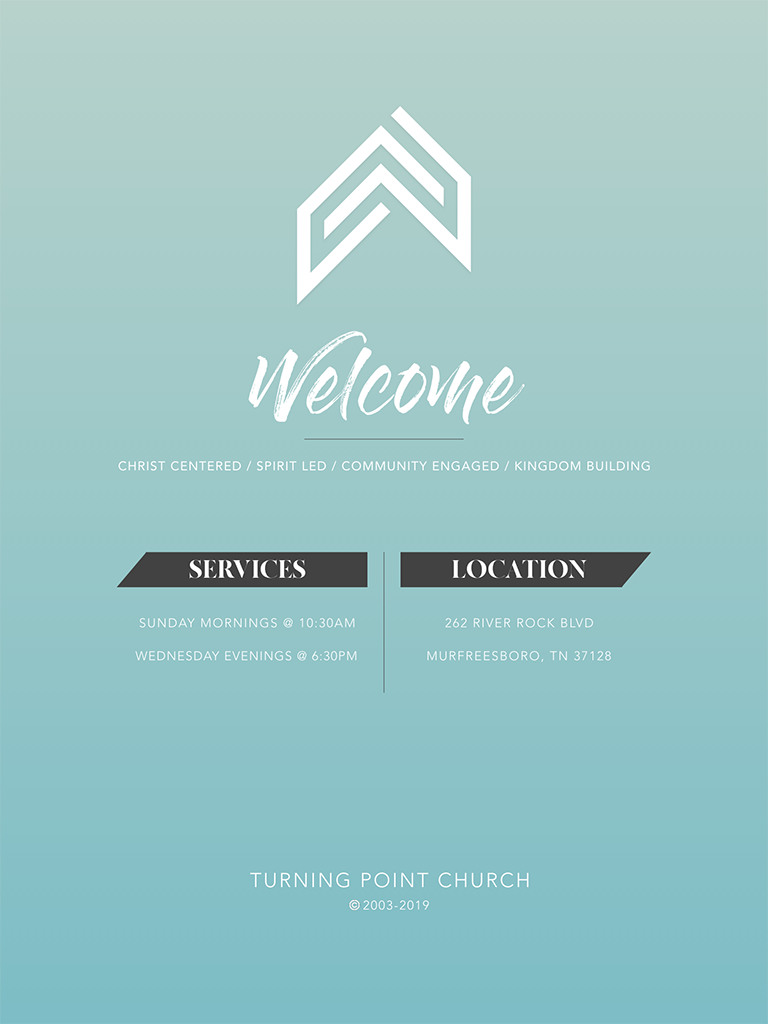 Welcome
CHRIST CENTERED / SPIRIT LED / COMMUNITY ENGAGED / KINGDOM BUILDING
SERVICES
SUNDAY MORNINGS @ 10:30AM
WEDNESDAY EVENINGS @ 6:30PM
LOCATION
262 RIVER ROCK BLVD
MURFREESBORO, TN 37128
TURNING POINT CHURCH
© 2003-2019